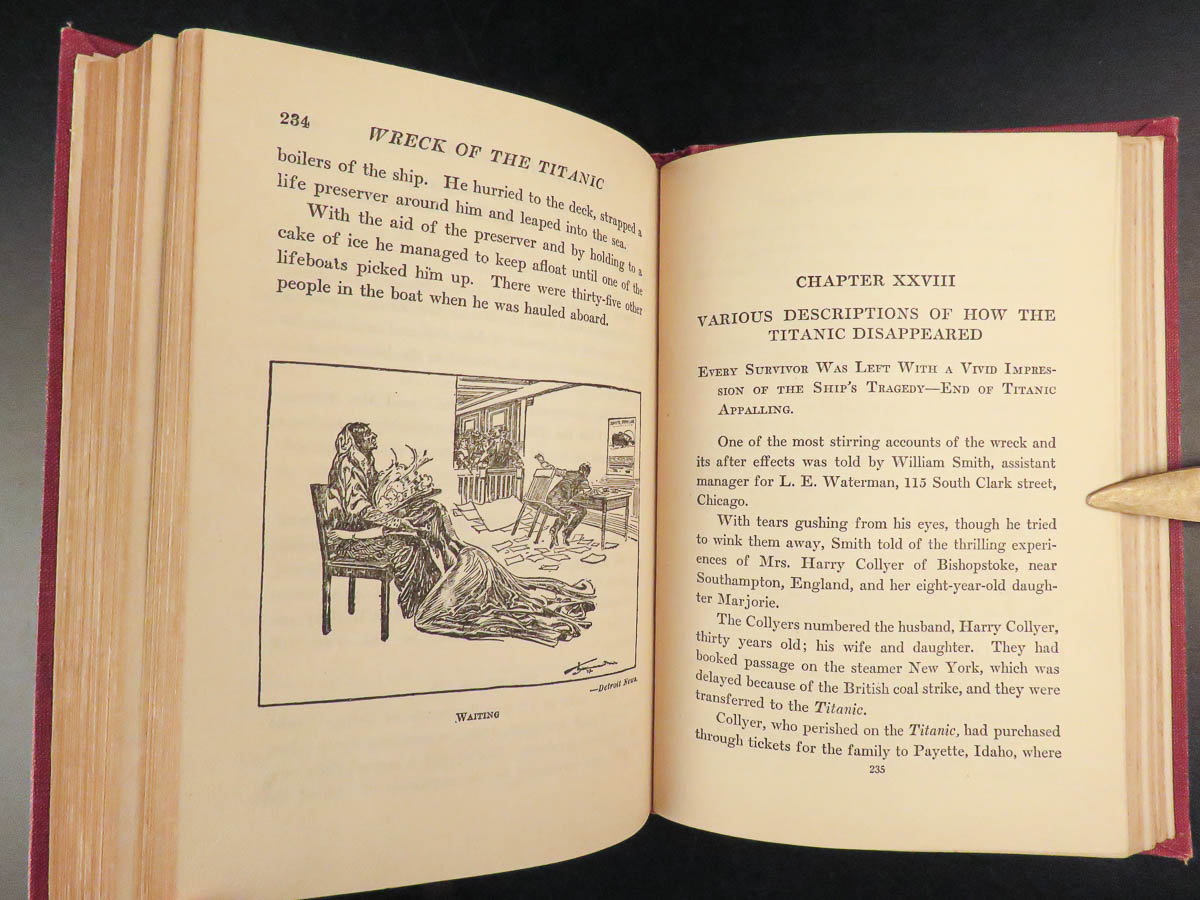 234
WRECK OF THE TITANIC
boilers of the ship. He hurried to the deck, strapped a
life preserver around him and leaped into the sea.
With the aid of the preserver and by holding to a
cake of ice he managed to keep afloat until one of the
lifeboats picked him up. There were thirty-five other
people in the boat when he was hauled aboard.
—Detroit News.
WAITING
CHAPTER XXVIII
VARIOUS DESCRIPTIONS OF HOW THE
TITANIC DISAPPEARED
EVERY SURVIVOR WAS LEFT WITH A VIVID IMPRES-
SION OF THE SHIP'S TRAGEDY—END OF TITANIC
APPALLING.
One of the most stirring accounts of the wreck and
its after effects was told by William Smith, assistant
manager for L. E. Waterman, 115 South Clark street,
Chicago.
With tears gushing from his eyes, though he tried
to wink them away, Smith told of the thrilling experi-
ences of Mrs. Harry Collyer of Bishopstoke, near
Southampton, England, and her eight-year-old daugh-
ter Marjorie.
The Collyers numbered the husband, Harry Collyer,
thirty years old; his wife and daughter. They had
booked passage on the steamer New York, which was
delayed because of the British coal strike, and they were
transferred to the Titanic.
Collyer, who perished on the Titanic, had purchased
through tickets for the family to Payette, Idaho, where
235